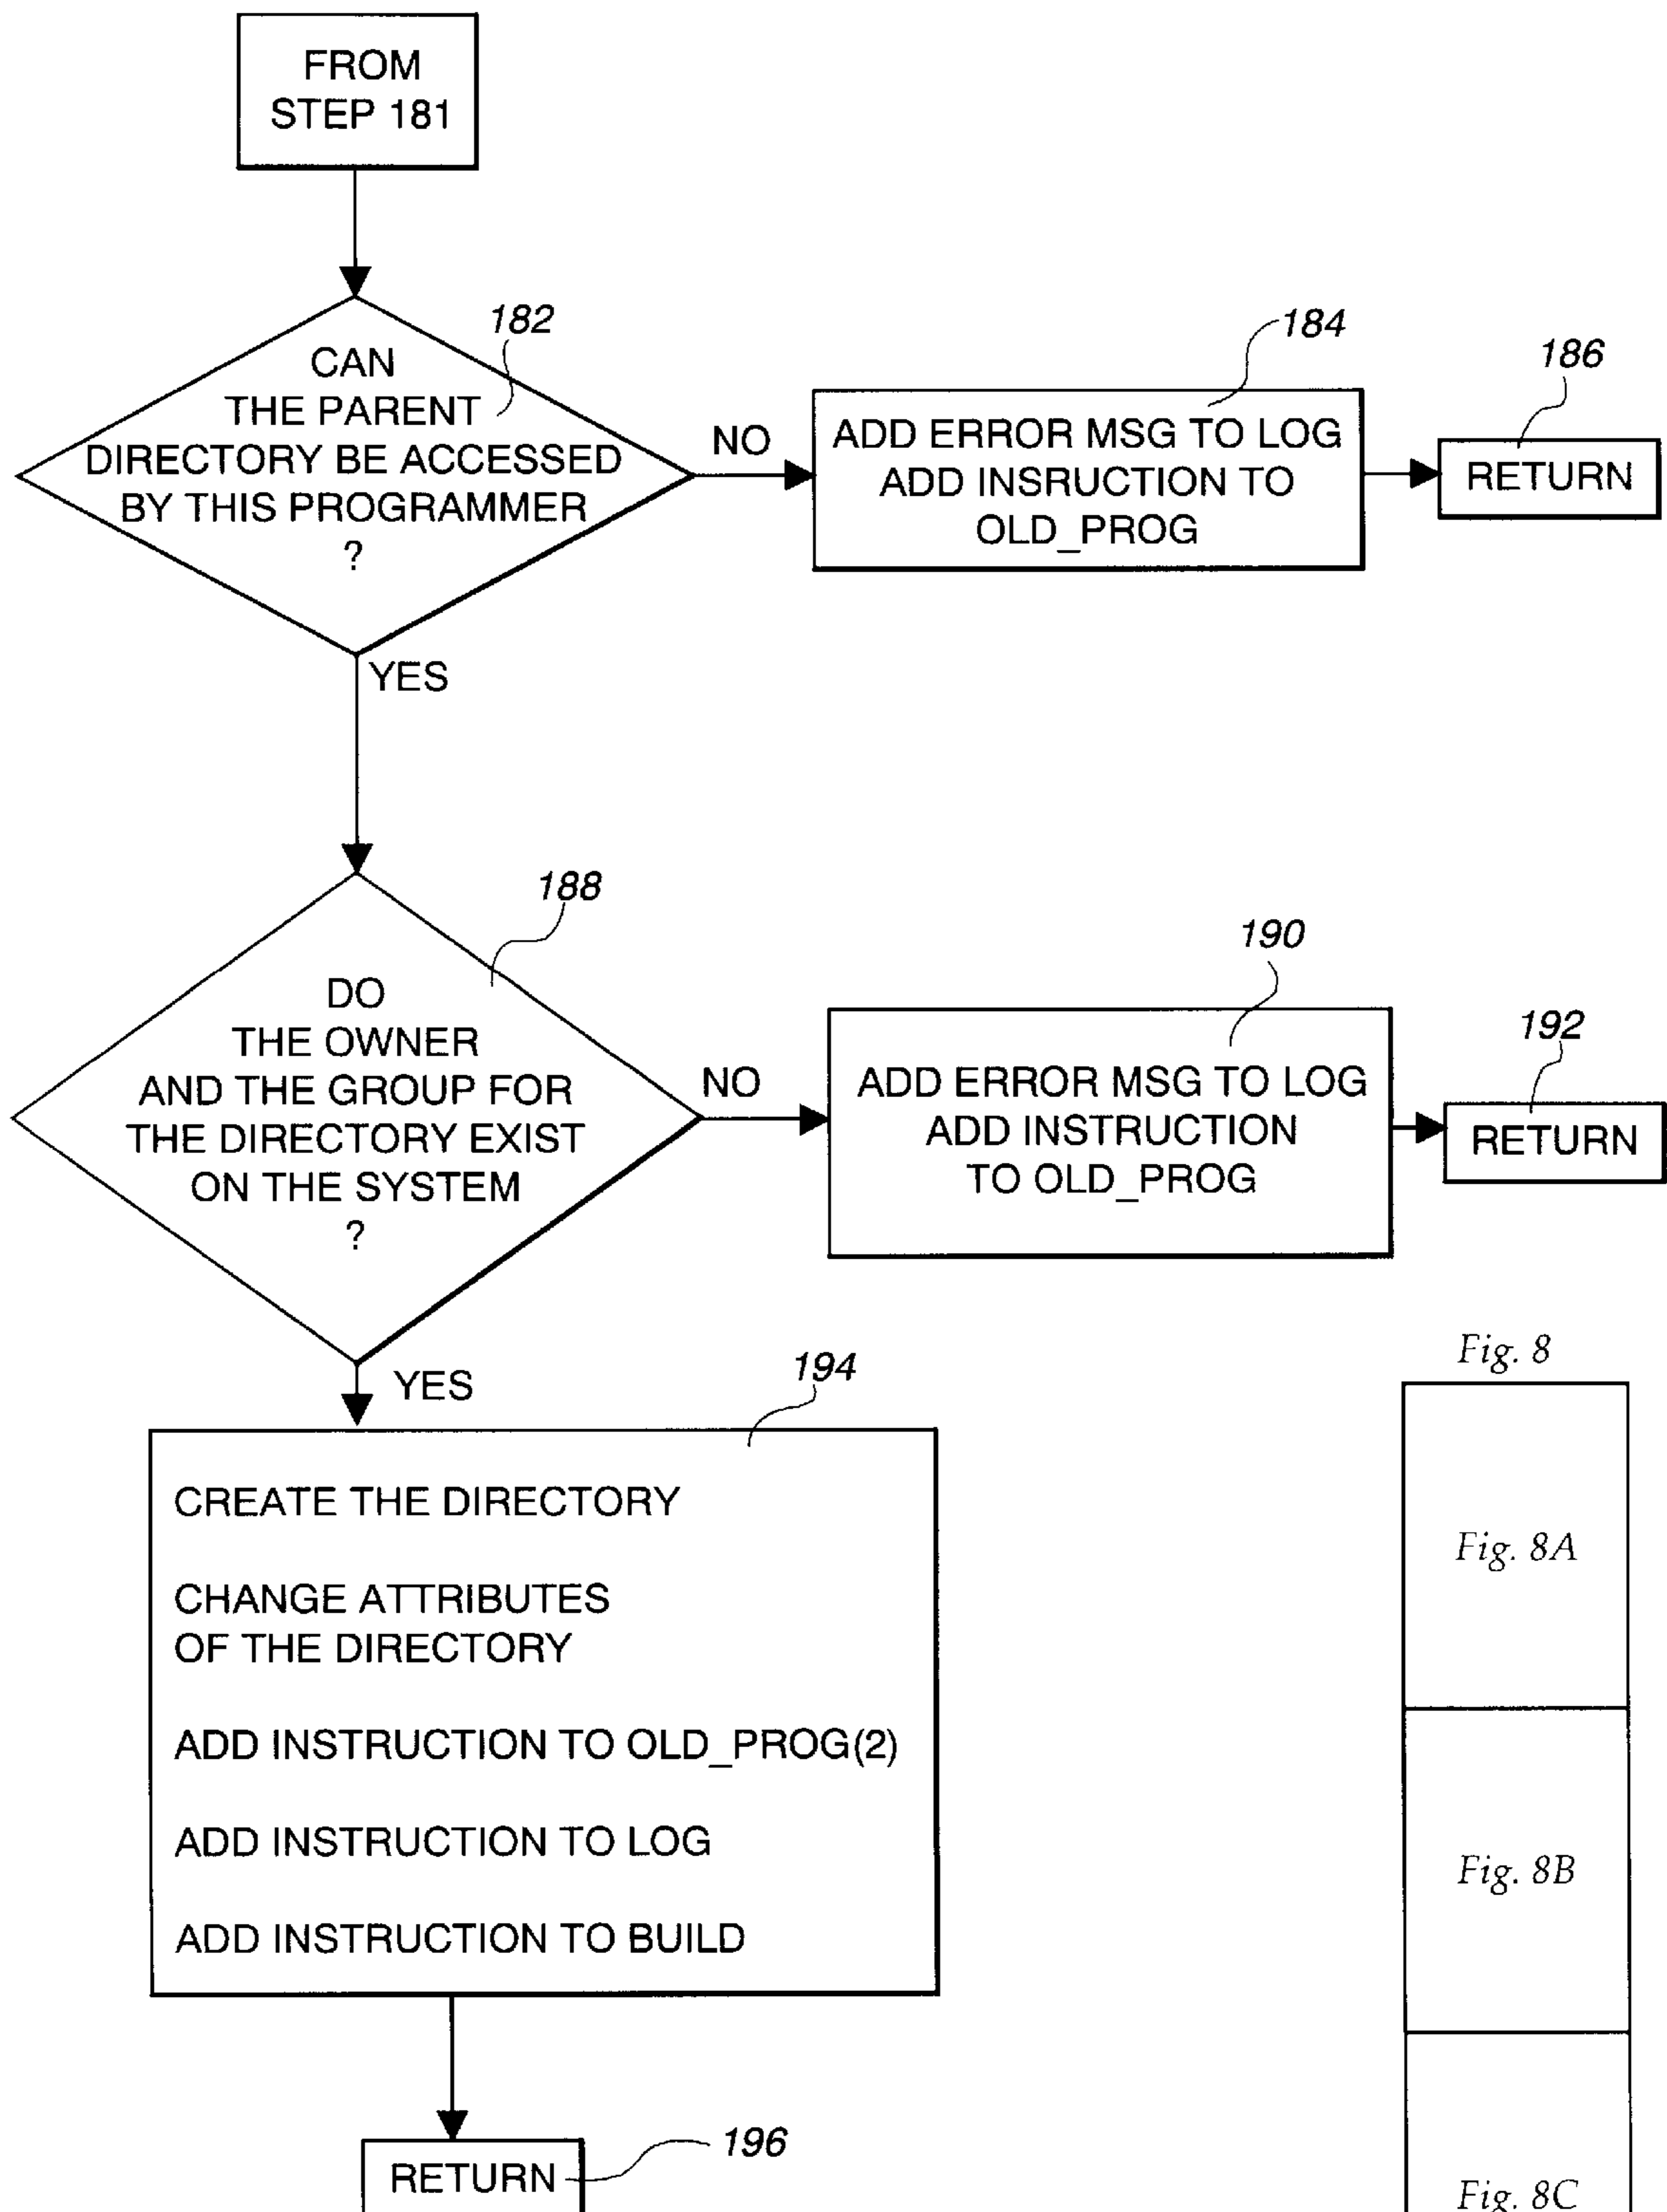 FROM
STEP 181
182
CAN
THE PARENT
DIRECTORY BE ACCESSED
BY THIS PROGRAMMER
?
NO
184
ADD ERROR MSG TO LOG
ADD INSRUCTION TO
OLD_PROG
186
RETURN
YES
188
DO
THE OWNER
AND THE GROUP FOR
THE DIRECTORY EXIST
ON THE SYSTEM
?
NO
190
ADD ERROR MSG TO LOG
ADD INSTRUCTION
TO OLD_PROG
192
RETURN
YES
194
CREATE THE DIRECTORY
CHANGE ATTRIBUTES
OF THE DIRECTORY
ADD INSTRUCTION TO OLD_PROG(2)
ADD INSTRUCTION TO LOG
ADD INSTRUCTION TO BUILD
196
RETURN
Fig. 8
Fig. 8A
Fig. 8B
Fig. 8C